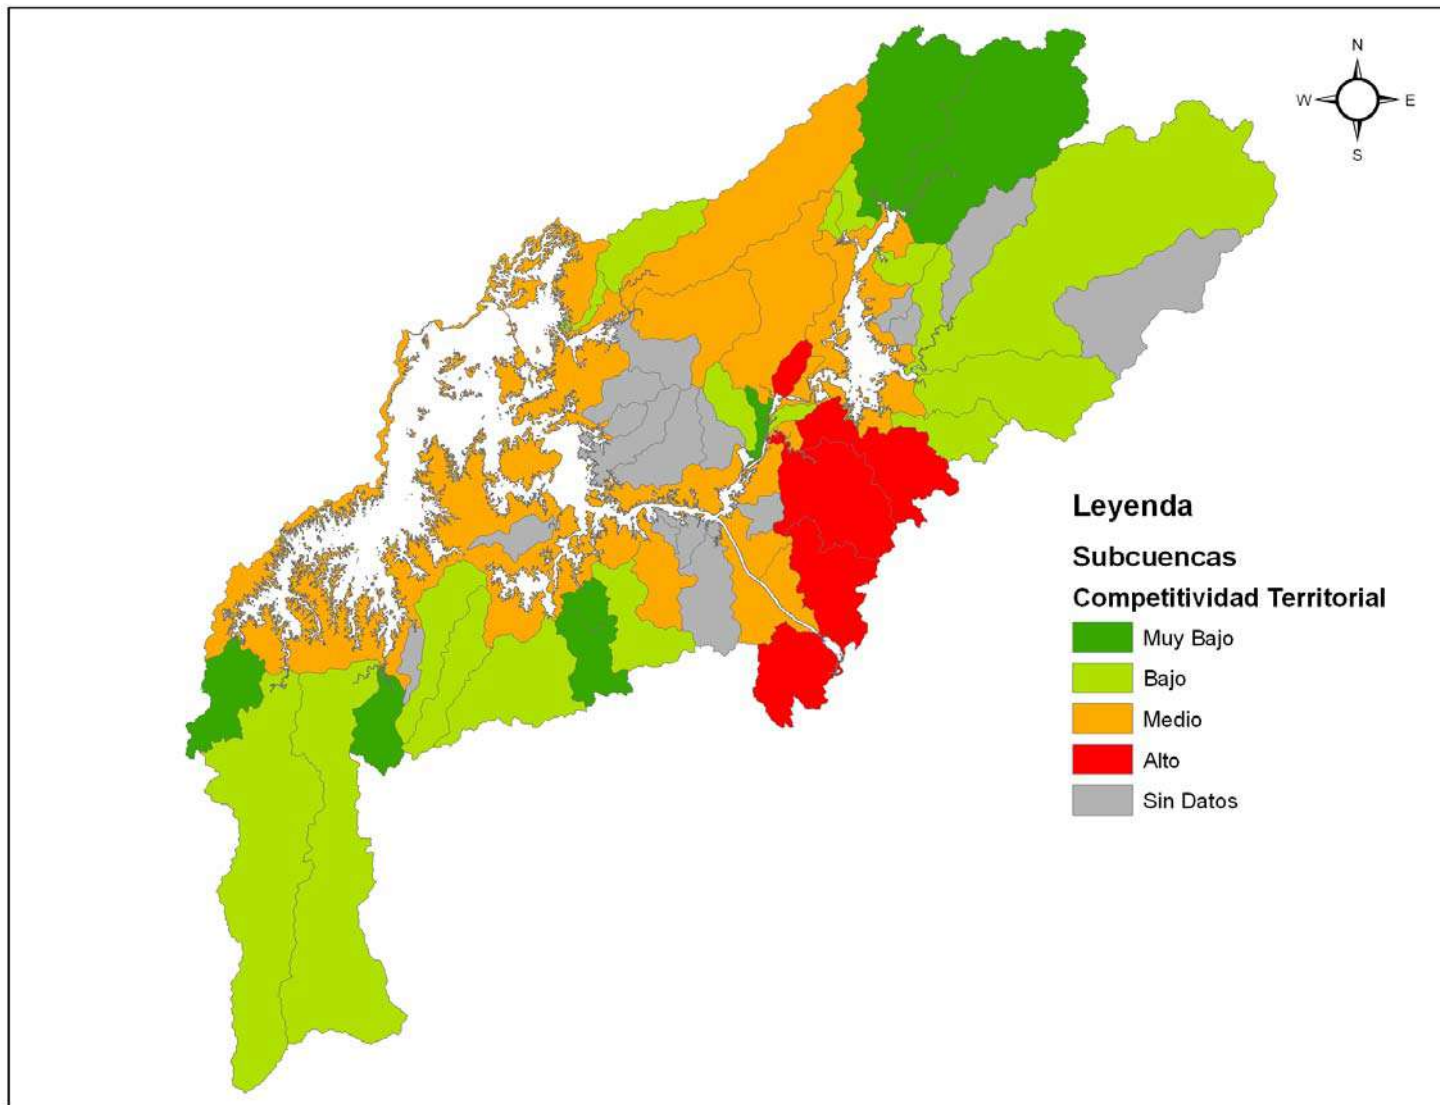 N
W E
S
Leyenda
Subcuencas
Competitividad Territorial
Muy Bajo
Bajo
Medio
Alto
Sin Datos